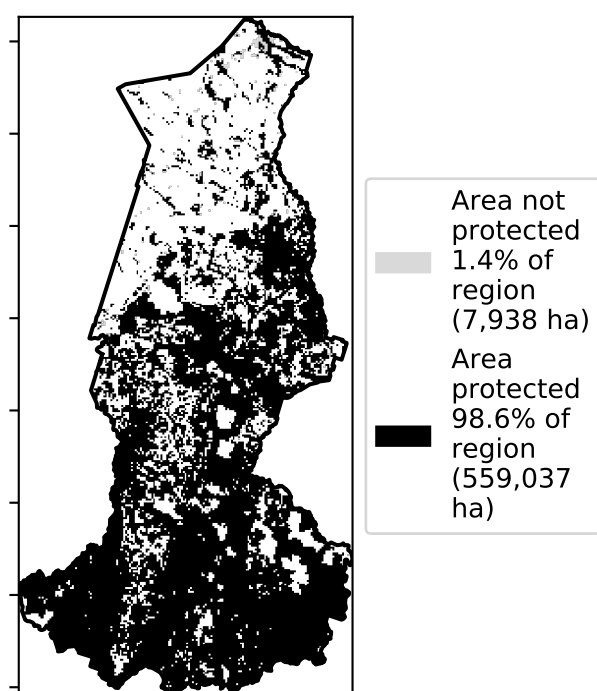 Area not
protected
1.4% of
region
(7,938 ha)
Area
protected
98.6% of
region
(559,037
ha)